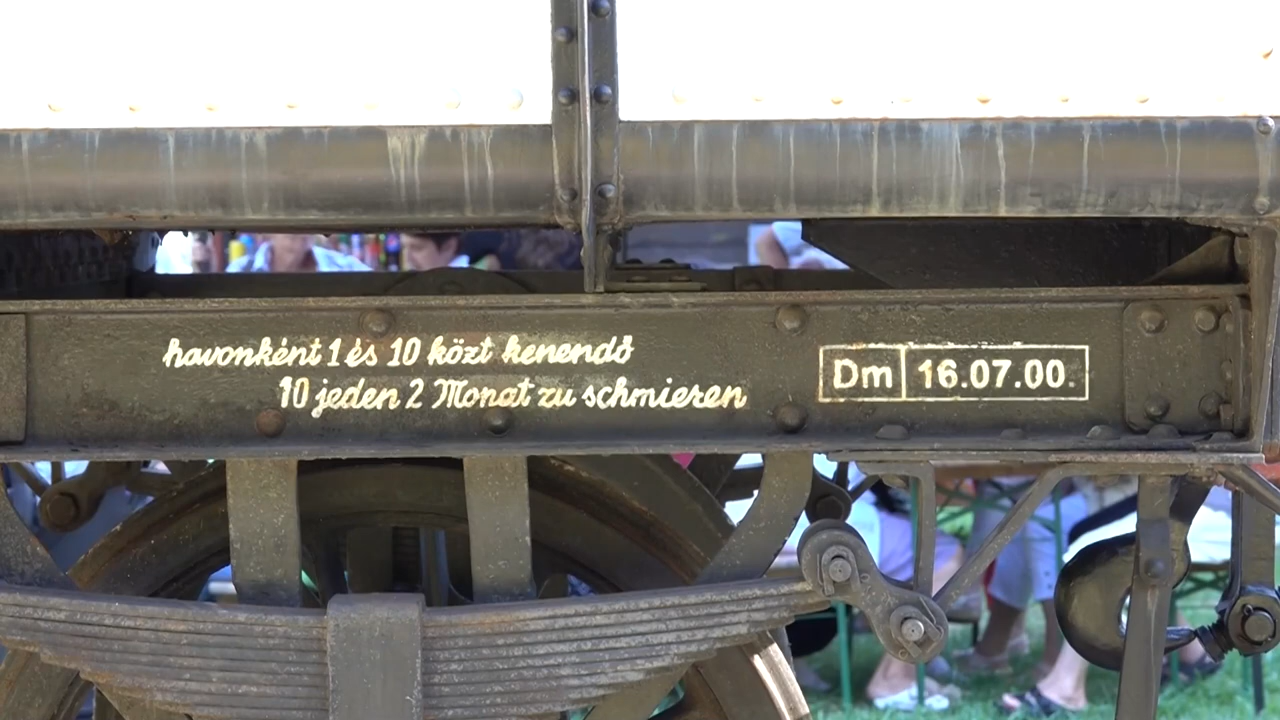 havonként 1 és 10 közt kenendő
10 jeden 2 Monat zu schmieren
Dm 16.07.00.